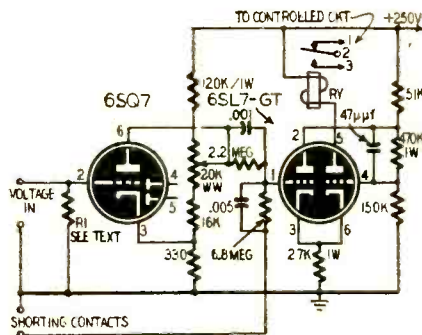 TO CONTROLLED CKT
+250V
1
2
3
120K/1W
6SL7-GT
RY
51K
6SQ7
.001
47μμf
6
2.2 MEG
2
5
470K 1W
2
4
5
20K WW
1
4
VOLTAGE IN
R1
SEE TEXT
3
16K
.005
3
6
150K
330
6.8 MEG
2.7K
1W
SHORTING CONTACTS